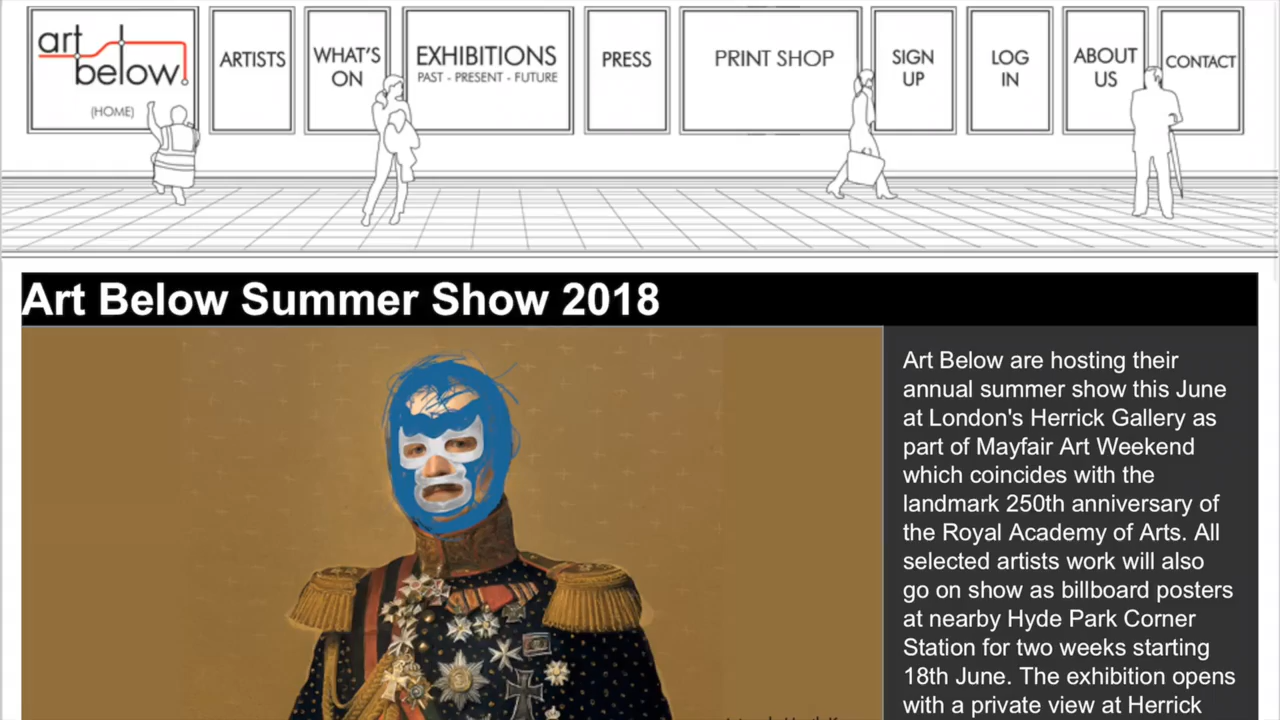 art
below
(HOME)
ARTISTS
WHAT'S
ON
EXHIBITIONS
PAST - PRESENT - FUTURE
PRESS
PRINT SHOP
SIGN
UP
LOG
IN
ABOUT
US
CONTACT
Art Below Summer Show 2018
Art Below are hosting their
annual summer show this June
at London's Herrick Gallery as
part of Mayfair Art Weekend
which coincides with the
landmark 250th anniversary of
the Royal Academy of Arts. All
selected artists work will also
go on show as billboard posters
at nearby Hyde Park Corner
Station for two weeks starting
18th June. The exhibition opens
with a private view at Herrick